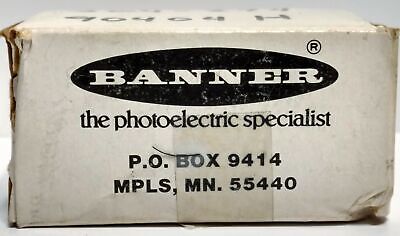 BANNER
®
the photoelectric specialist
P.O. BOX 9414
MPLS, MN. 55440